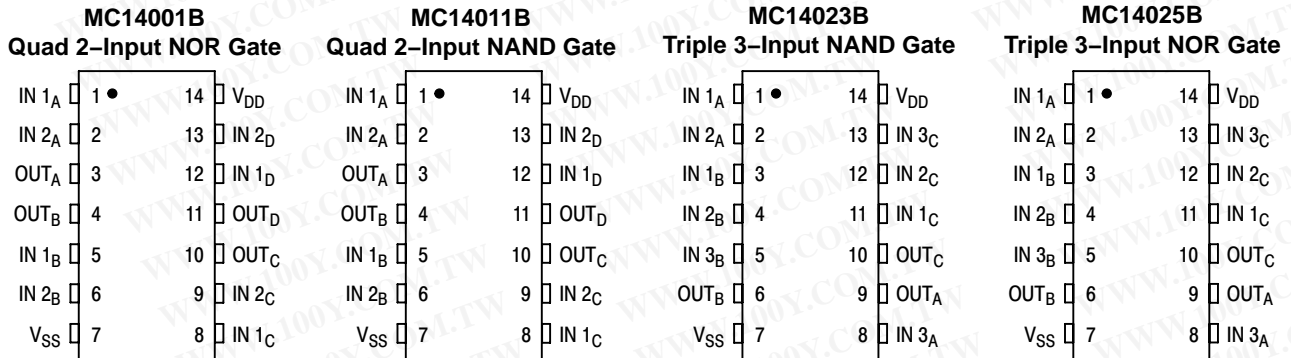 MC14001B
Quad 2–Input NOR Gate
IN 1A 1 14 VDD
IN 2A 2 13 IN 2D
OUTA 3 12 IN 1D
OUTB 4 11 OUTD
IN 1B 5 10 OUTC
IN 2B 6 9 IN 2C
VSS 7 8 IN 1C
MC14011B
Quad 2–Input NAND Gate
IN 1A 1 14 VDD
IN 2A 2 13 IN 2D
OUTA 3 12 IN 1D
OUTB 4 11 OUTD
IN 1B 5 10 OUTC
IN 2B 6 9 IN 2C
VSS 7 8 IN 1C
MC14023B
Triple 3–Input NAND Gate
IN 1A 1 14 VDD
IN 2A 2 13 IN 3C
IN 1B 3 12 IN 2C
IN 2B 4 11 IN 1C
IN 3B 5 10 OUTC
OUTB 6 9 OUTA
VSS 7 8 IN 3A
MC14025B
Triple 3–Input NOR Gate
IN 1A 1 14 VDD
IN 2A 2 13 IN 3C
IN 1B 3 12 IN 2C
IN 2B 4 11 IN 1C
IN 3B 5 10 OUTC
OUTB 6 9 OUTA
VSS 7 8 IN 3A
WWW.100Y.COM.TW